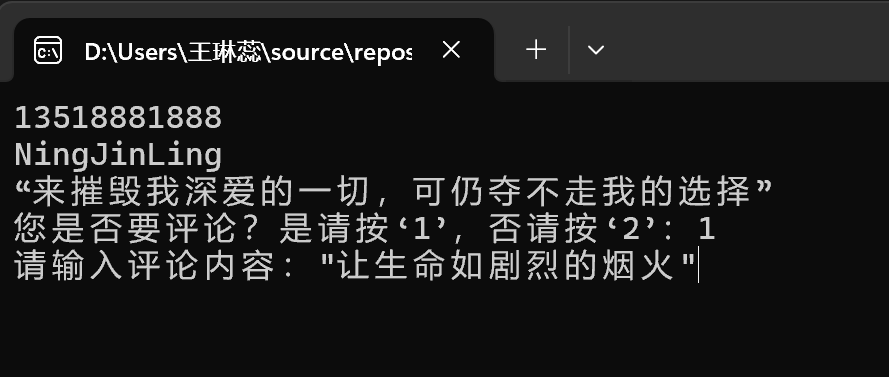 D:\Users\王琳蕊\source\repos
13518881888
NingJinLing
“来摧毁我深爱的一切，可仍夺不走我的选择”
您是否要评论？是请按‘1’，否请按‘2’：1
请输入评论内容："让生命如剧烈的烟火"